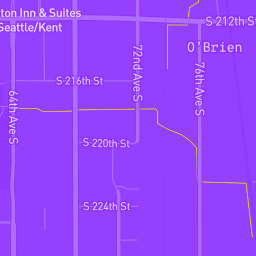 ton Inn & Suites
Seattle/Kent
S 212th St
O'Brien
72nd Ave S
76th Ave S
S 216th St
64th Ave S
S 220th St
S 224th St